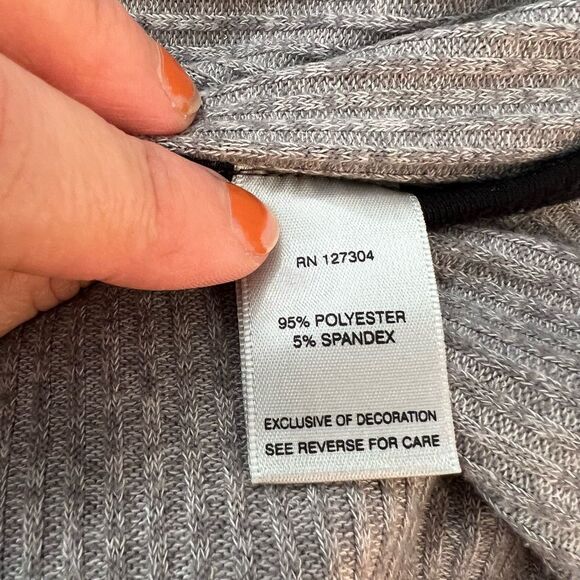 RN 127304
95% POLYESTER
5% SPANDEX
EXCLUSIVE OF DECORATION
SEE REVERSE FOR CARE